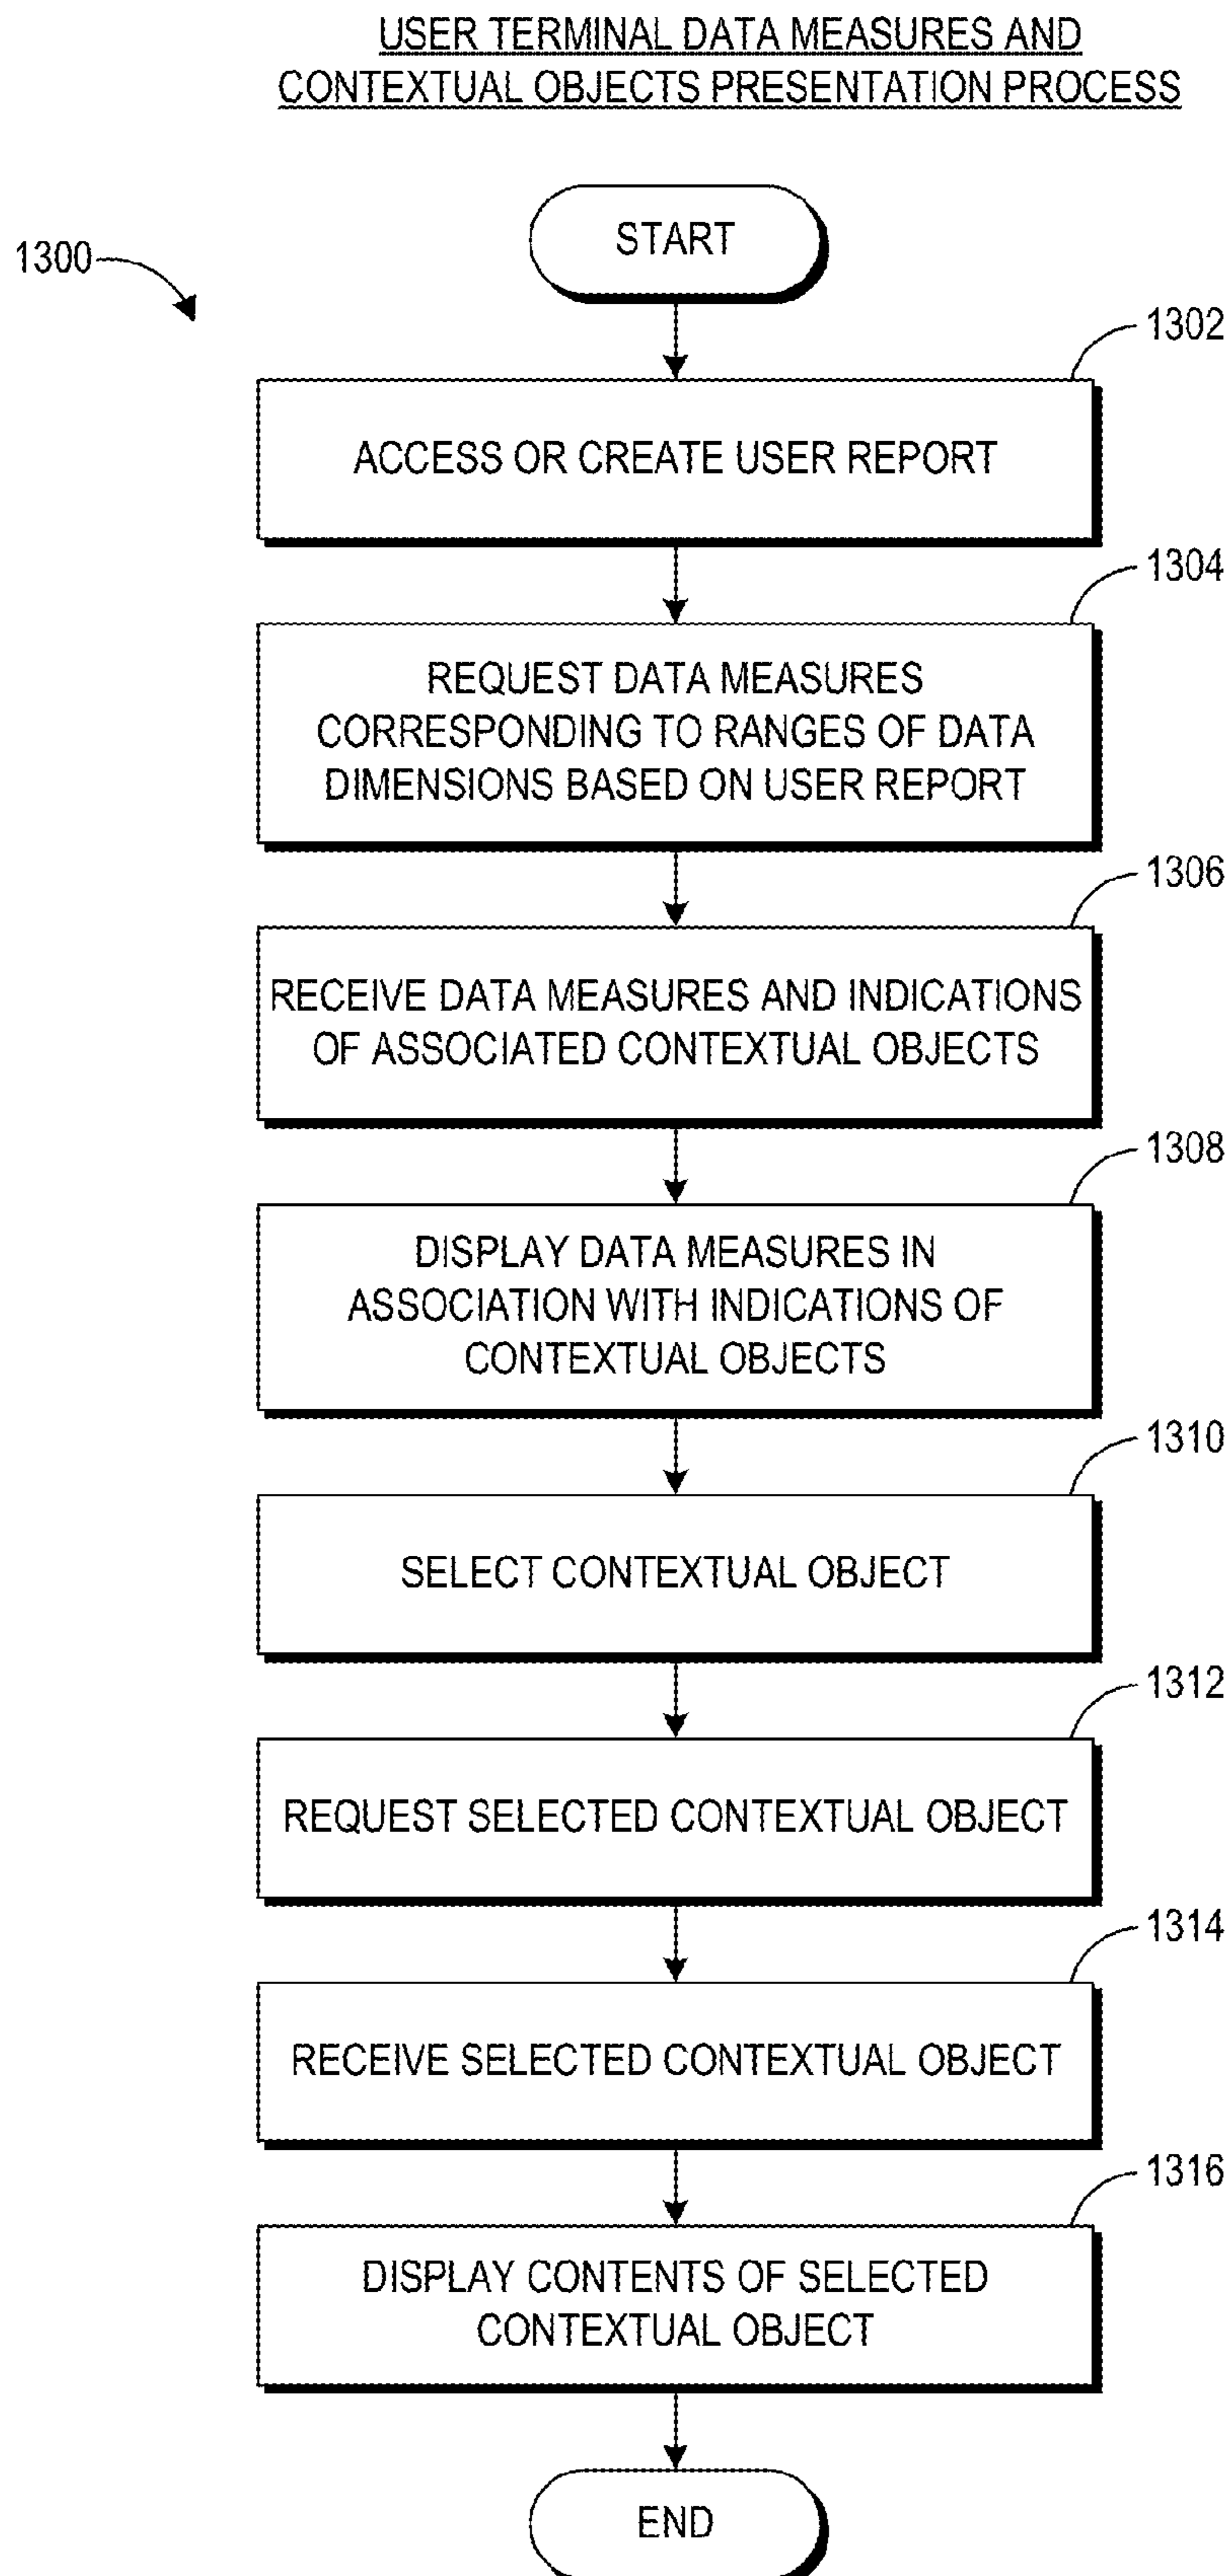 USER TERMINAL DATA MEASURES AND
CONTEXTUAL OBJECTS PRESENTATION PROCESS
START
1300
1302
ACCESS OR CREATE USER REPORT
1304
REQUEST DATA MEASURES
CORRESPONDING TO RANGES OF DATA
DIMENSIONS BASED ON USER REPORT
1306
RECEIVE DATA MEASURES AND INDICATIONS
OF ASSOCIATED CONTEXTUAL OBJECTS
1308
DISPLAY DATA MEASURES IN
ASSOCIATION WITH INDICATIONS OF
CONTEXTUAL OBJECTS
1310
SELECT CONTEXTUAL OBJECT
1312
REQUEST SELECTED CONTEXTUAL OBJECT
1314
RECEIVE SELECTED CONTEXTUAL OBJECT
1316
DISPLAY CONTENTS OF SELECTED
CONTEXTUAL OBJECT
END